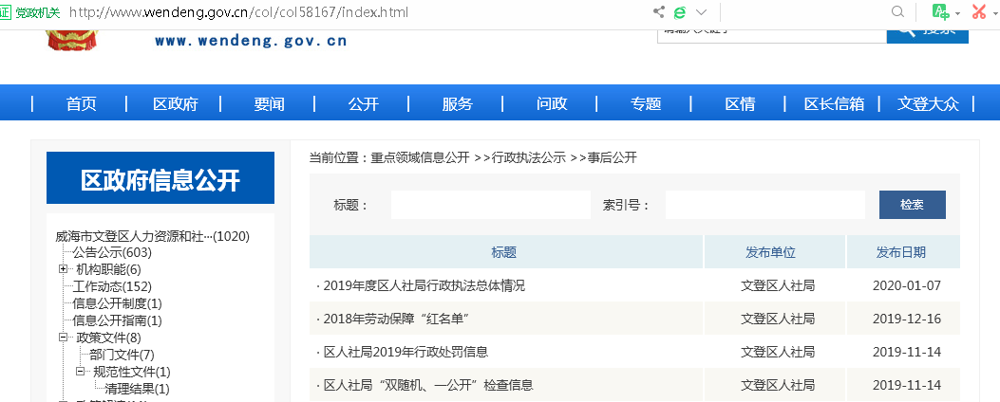 证 党政机关 http://www.wendeng.gov.cn/col/col58167/index.html
www.wendeng.gov.cn
搜索
首页 区政府 要闻 公开 服务 问政 专题 区情 区长信箱 文登大众
区政府信息公开
威海市文登区人力资源和社···(1020)
公告公示(603)
机构职能(6)
工作动态(152)
信息公开制度(1)
信息公开指南(1)
政策文件(8)
部门文件(7)
规范性文件(1)
清理结果(1)
当前位置：重点领域信息公开 >>行政执法公示 >>事后公开
标题： 索引号： 检索
标题 发布单位 发布日期
· 2019年度区人社局行政执法总体情况 文登区人社局 2020-01-07
· 2018年劳动保障“红名单” 文登区人社局 2019-12-16
· 区人社局2019年行政处罚信息 文登区人社局 2019-11-14
· 区人社局“双随机、一公开”检查信息 文登区人社局 2019-11-14